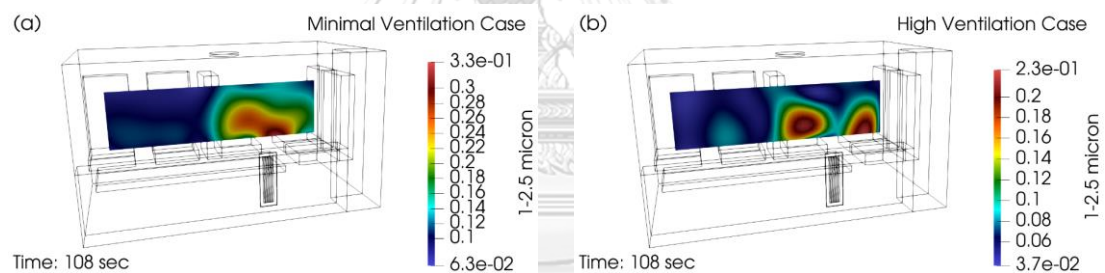 (a)
Minimal Ventilation Case
3.3e-01
0.3
0.28
0.26
0.24
0.22
0.2
0.18
0.16
0.14
0.12
0.1
6.3e-02
1-2.5 micron
Time: 108 sec
(b)
High Ventilation Case
2.3e-01
0.2
0.18
0.16
0.14
0.12
0.1
0.08
0.06
3.7e-02
1-2.5 micron
Time: 108 sec